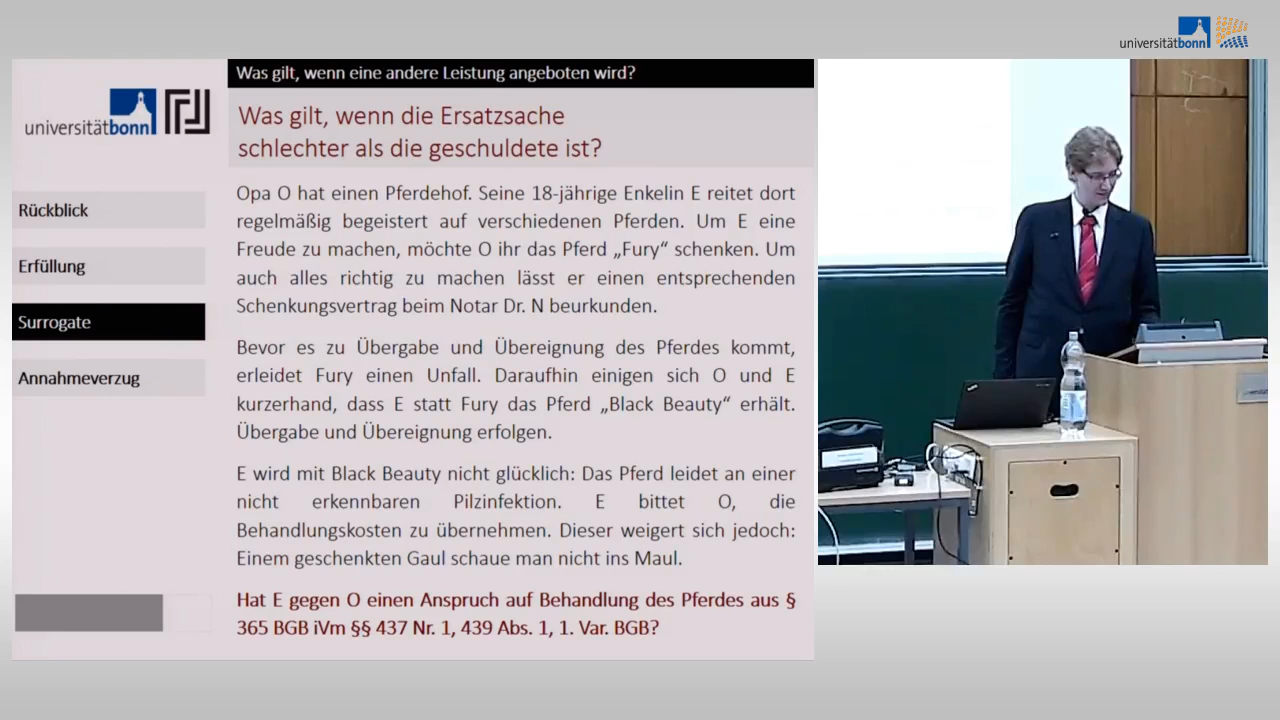 universitätbonn
Was gilt, wenn eine andere Leistung angeboten wird?
universitätbonn
Was gilt, wenn die Ersatzsache
schlechter als die geschuldete ist?
Rückblick
Erfüllung
Surrogate
Annahmeverzug
Opa O hat einen Pferdehof. Seine 18-jährige Enkelin E reitet dort
regelmäßig begeistert auf verschiedenen Pferden. Um E eine
Freude zu machen, möchte O ihr das Pferd „Fury“ schenken. Um
auch alles richtig zu machen lässt er einen entsprechenden
Schenkungsvertrag beim Notar Dr. N beurkunden.
Bevor es zu Übergabe und Übereignung des Pferdes kommt,
erleidet Fury einen Unfall. Daraufhin einigen sich O und E
kurzerhand, dass E statt Fury das Pferd „Black Beauty“ erhält.
Übergabe und Übereignung erfolgen.
E wird mit Black Beauty nicht glücklich: Das Pferd leidet an einer
nicht erkennbaren Pilzinfektion. E bittet O, die
Behandlungskosten zu übernehmen. Dieser weigert sich jedoch:
Einem geschenkten Gaul schaue man nicht ins Maul.
Hat E gegen O einen Anspruch auf Behandlung des Pferdes aus §
365 BGB iVm §§ 437 Nr. 1, 439 Abs. 1, 1. Var. BGB?